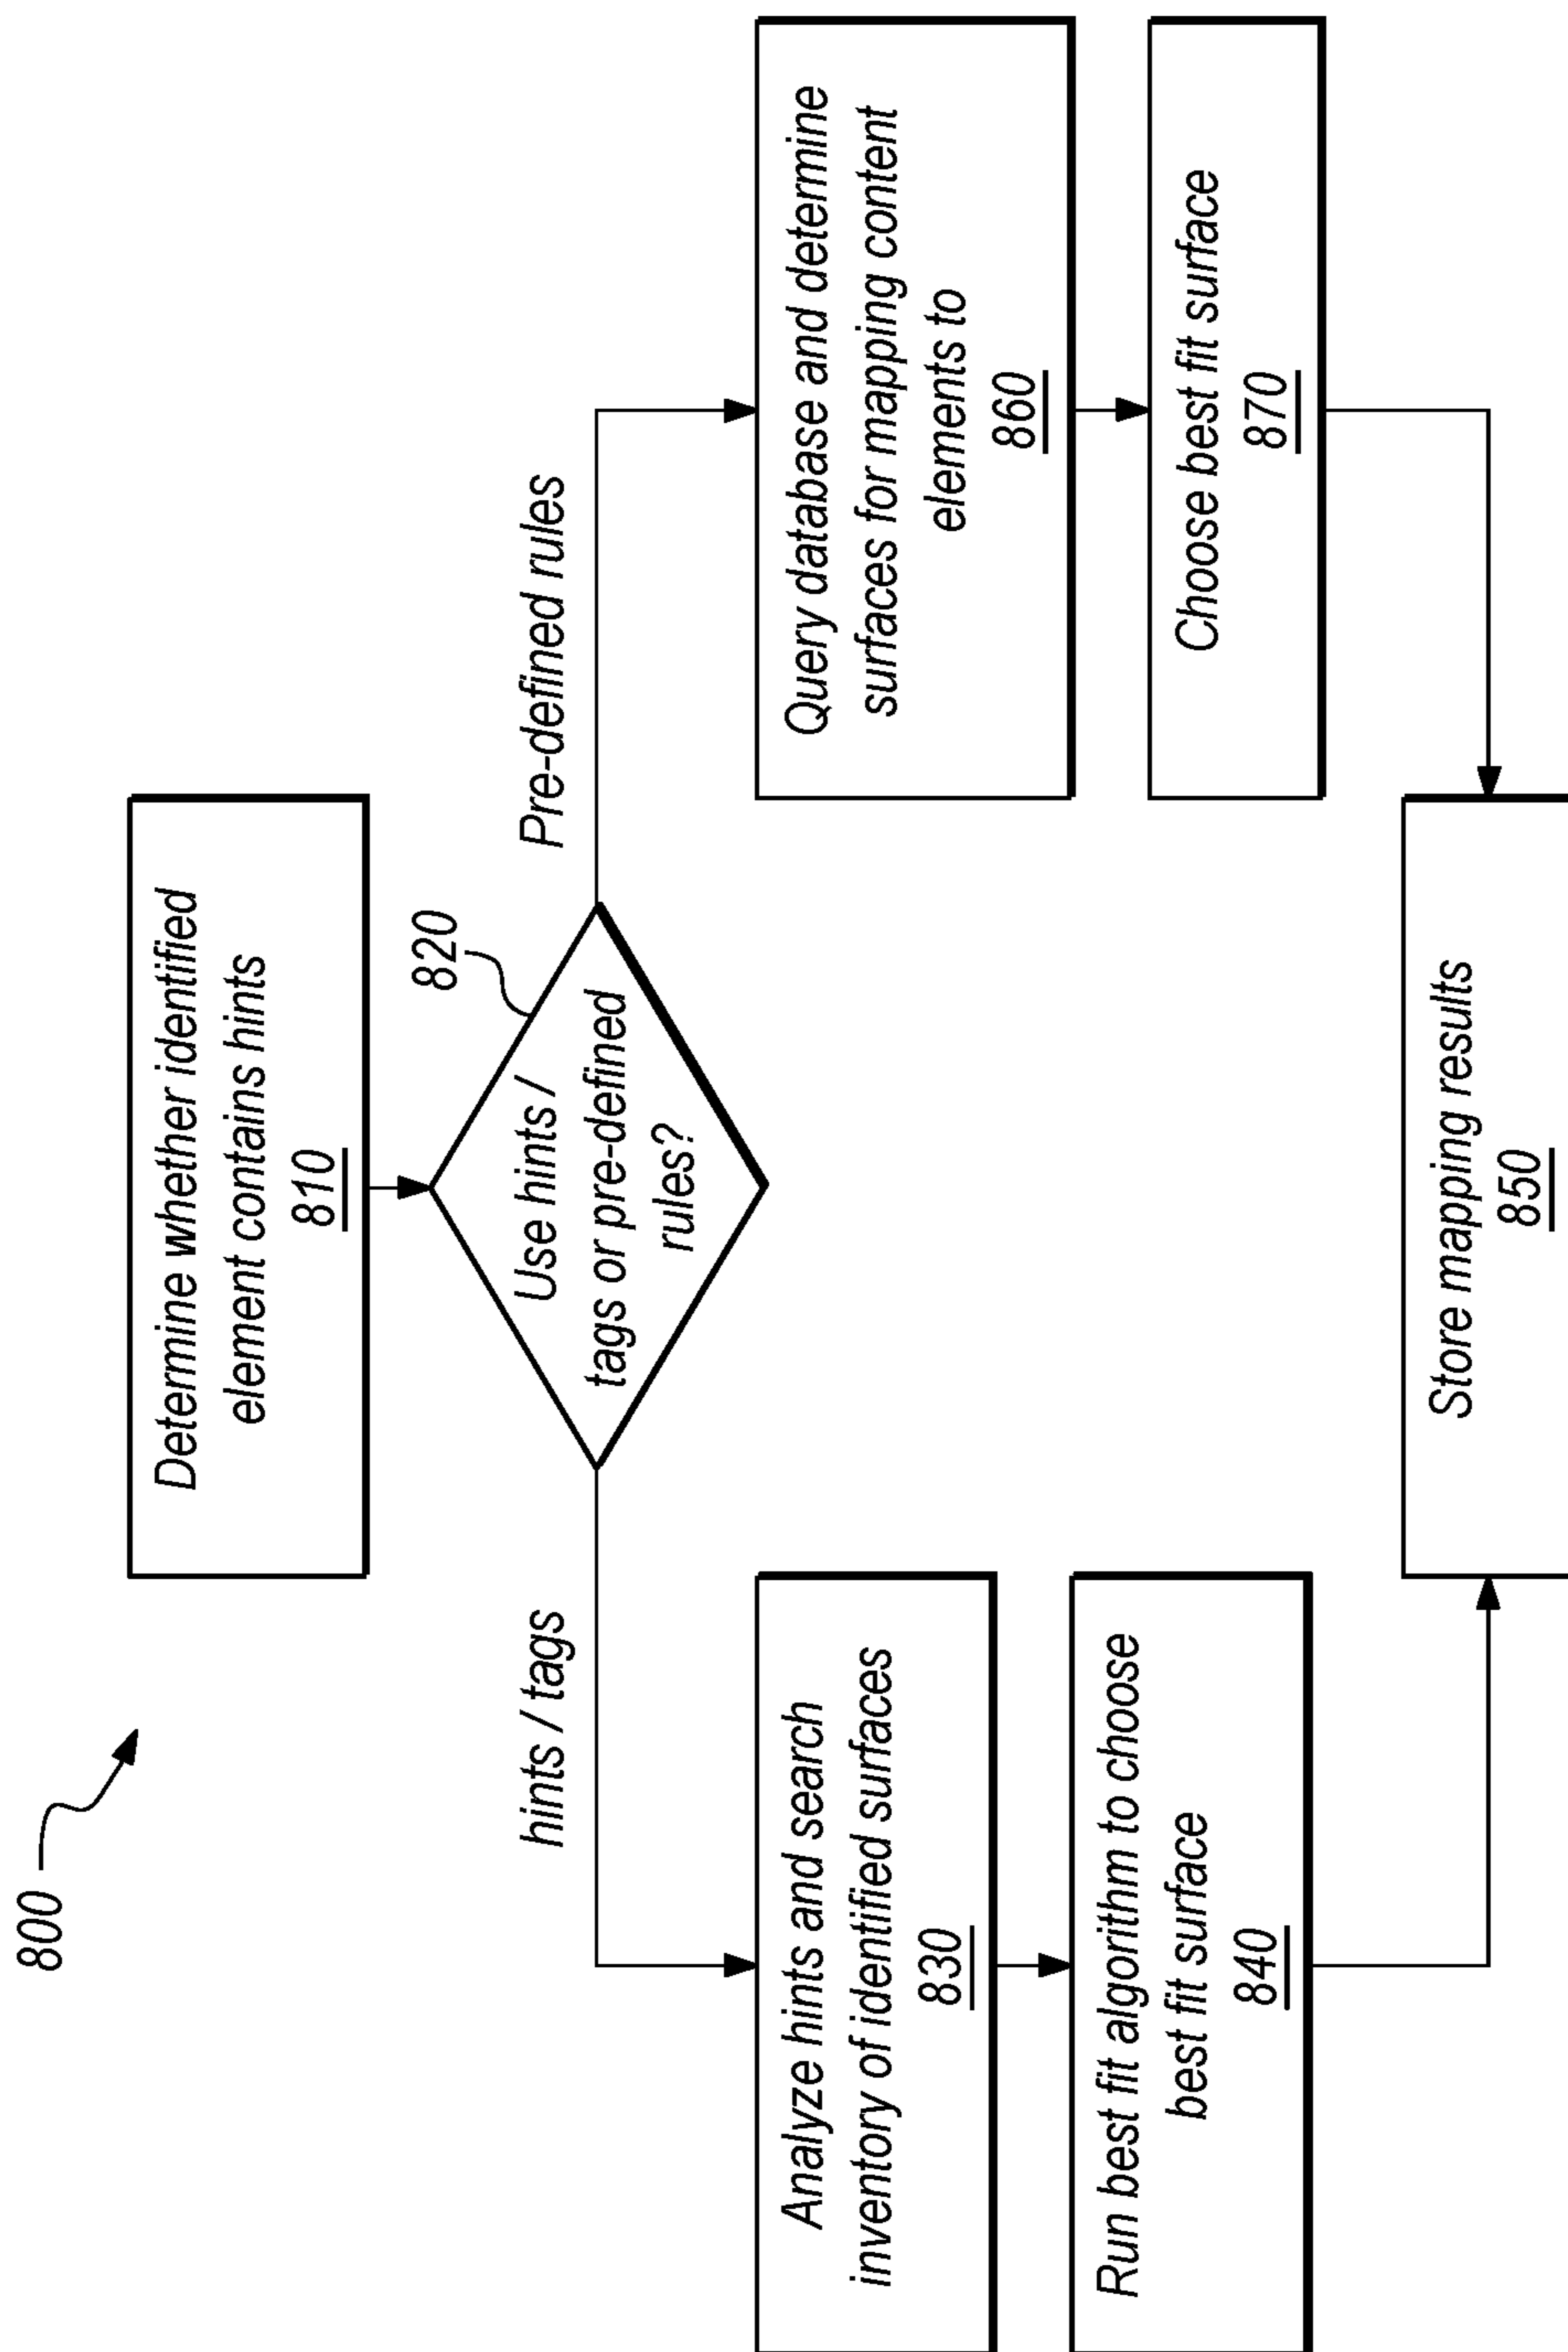 800
Determine whether identified
element contains hints
810
820
Use hints /
tags or pre-defined
rules?
hints / tags
Pre-defined rules
Analyze hints and search
inventory of identified surfaces
830
Run best fit algorithm to choose
best fit surface
840
Query database and determine
surfaces for mapping content
elements to
860
Choose best fit surface
870
Store mapping results
850